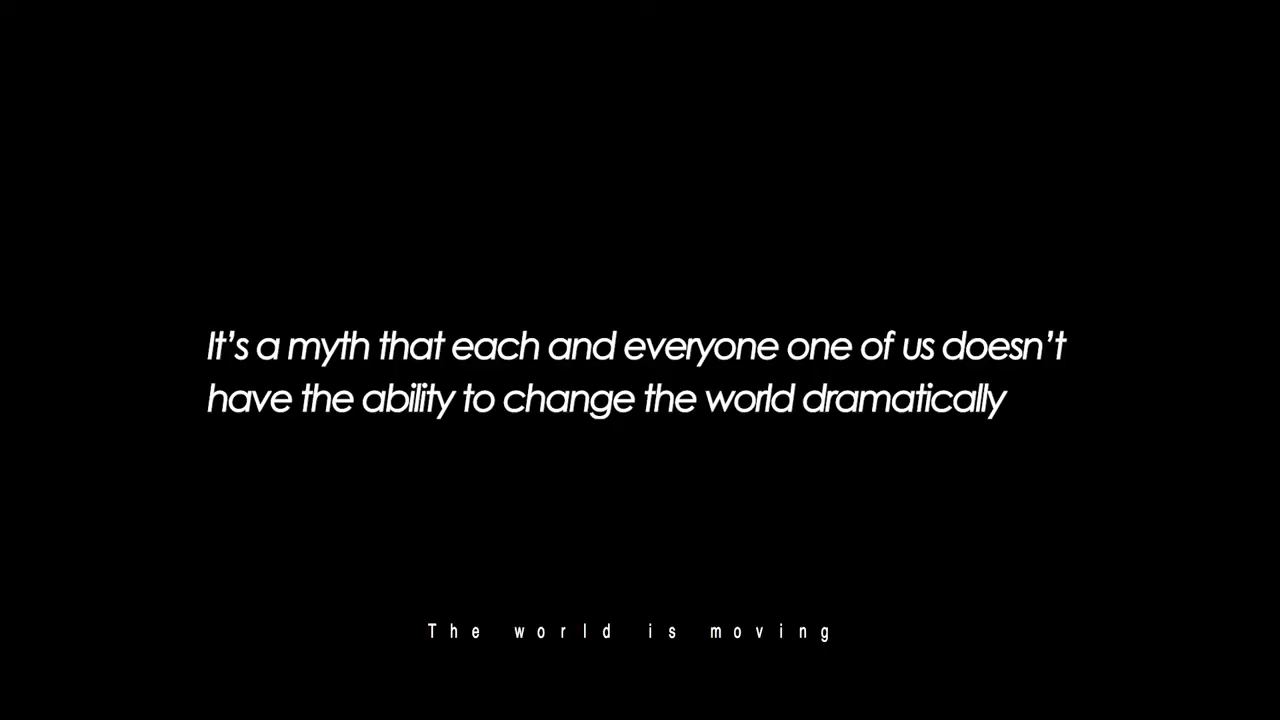 It's a myth that each and everyone one of us doesn't
have the ability to change the world dramatically
The world is moving